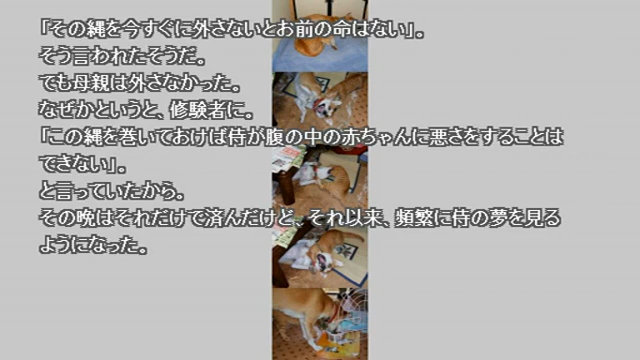 「その縄を今すぐに外さないとお前の命はない」。
そう言われたそうだ。
でも母親は外さなかった。
なぜかというと、修験者に。
「この縄を巻いておけば侍が腹の中の赤ちゃんに悪さをすることは
できない」。
と言っていたから。
その晩はそれだけで済んだけど、それ以来、頻繁に侍の夢を見る
ようになった。